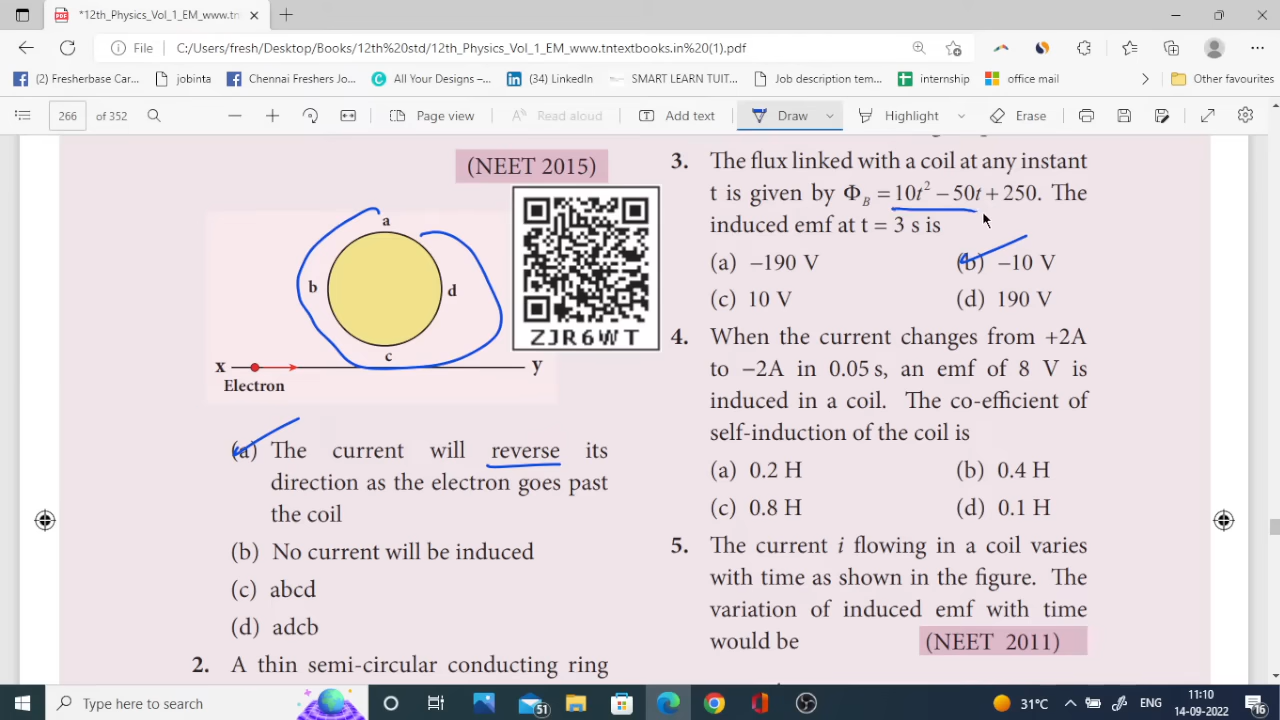 *12th_Physics_Vol_1_EM_www.tn
File
C:/Users/fresh/Desktop/Books/12th%20std/12th_Physics_Vol_1_EM_www.tntextbooks.in%20(1).pdf
(2) Fresherbase Car...
jobinta
Chennai Freshers Jo...
All Your Designs –...
(34) LinkedIn
SMART LEARN TUIT...
Job description tem...
internship
office mail
Other favourites
266 of 352
Page view
Add text
Read aloud
Draw
Highlight
Erase
(NEET 2015)
a
b
d
c
x
y
Electron
ZJR6WT
(a) The current will reverse its
direction as the electron goes past
the coil
(b) No current will be induced
(c) abcd
(d) adcb
2. A thin semi-circular conducting ring
3. The flux linked with a coil at any instant
t is given by Φ_B = 10t² − 50t + 250. The
induced emf at t = 3 s is
(a) −190 V
(b) −10 V
(c) 10 V
(d) 190 V
4. When the current changes from +2A
to −2A in 0.05 s, an emf of 8 V is
induced in a coil. The co-efficient of
self-induction of the coil is
(a) 0.2 H
(b) 0.4 H
(c) 0.8 H
(d) 0.1 H
5. The current i flowing in a coil varies
with time as shown in the figure. The
variation of induced emf with time
would be
(NEET 2011)
Type here to search
51
31°C
ENG
11:10
14-09-2022
16